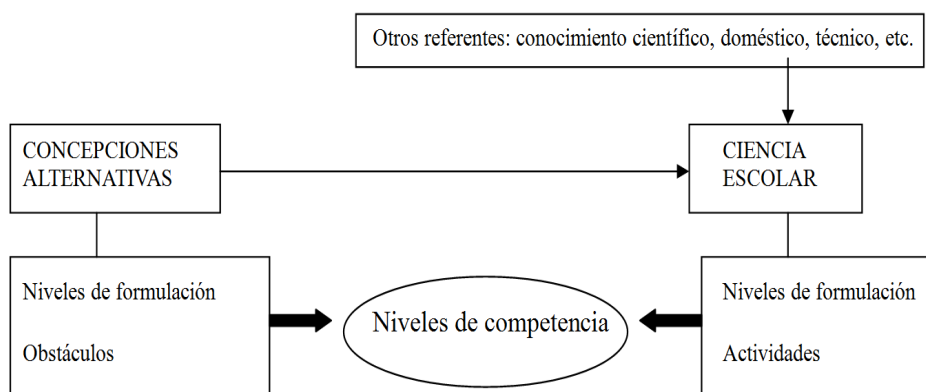 Otros referentes: conocimiento científico, doméstico, técnico, etc.
CONCEPCIONES
ALTERNATIVAS
CIENCIA
ESCOLAR
Niveles de formulación
Obstáculos
Niveles de competencia
Niveles de formulación
Actividades